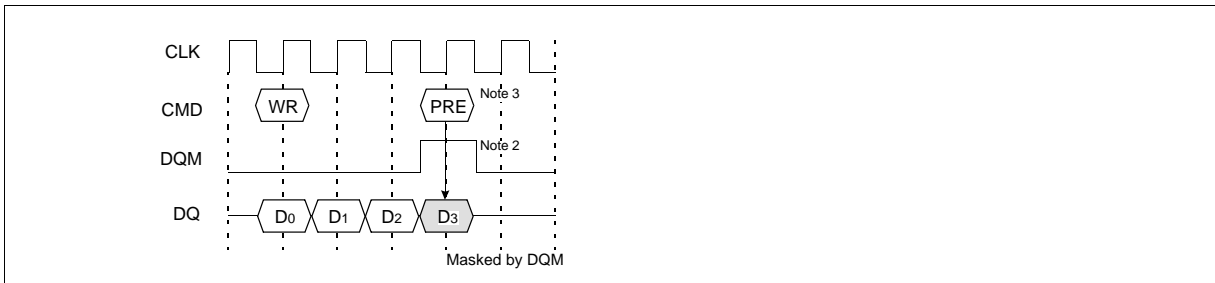 CLK
CMD WR PRE Note 3
DQM Note 2
DQ D0 D1 D2 D3
Masked by DQM